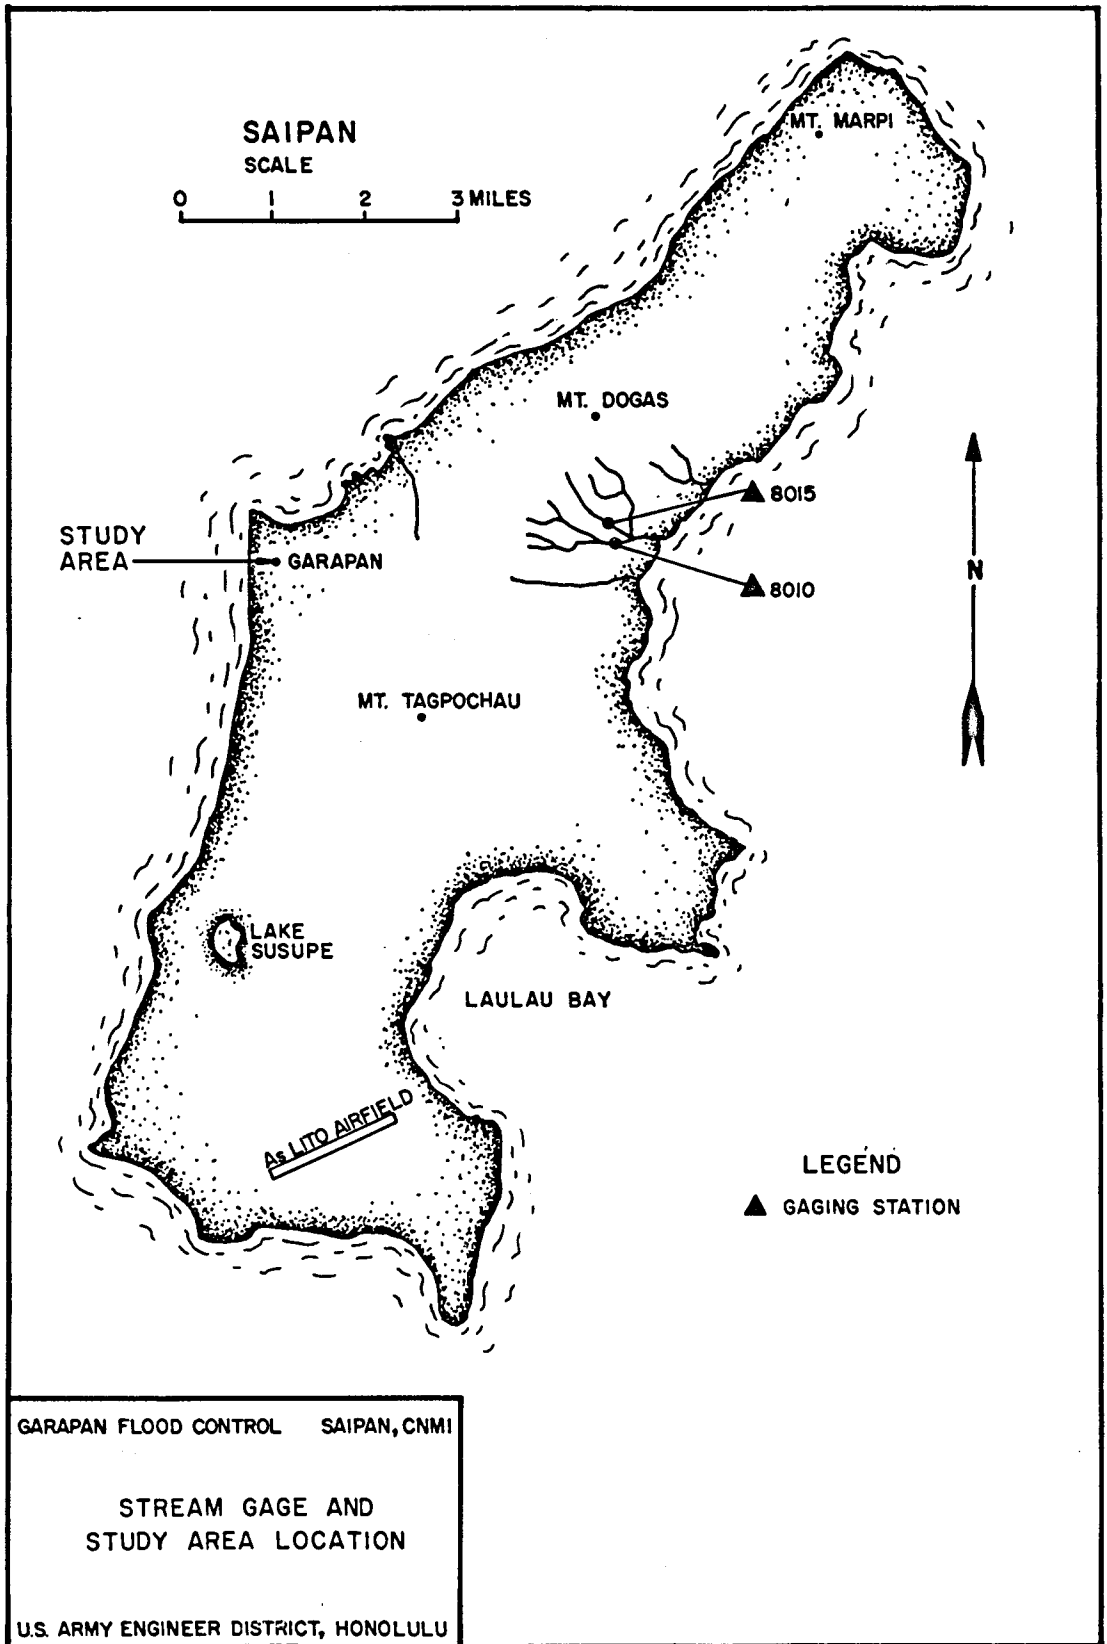 SAIPAN
SCALE
0 1 2 3 MILES
MT. MARPI
MT. DOGAS
8015
STUDY
AREA
GARAPAN
N
8010
MT. TAGPOCHAU
LAKE
SUSUPE
LAULAU BAY
As LITO AIRFIELD
LEGEND
GAGING STATION
GARAPAN FLOOD CONTROL SAIPAN, CNMI
STREAM GAGE AND
STUDY AREA LOCATION
U.S. ARMY ENGINEER DISTRICT, HONOLULU